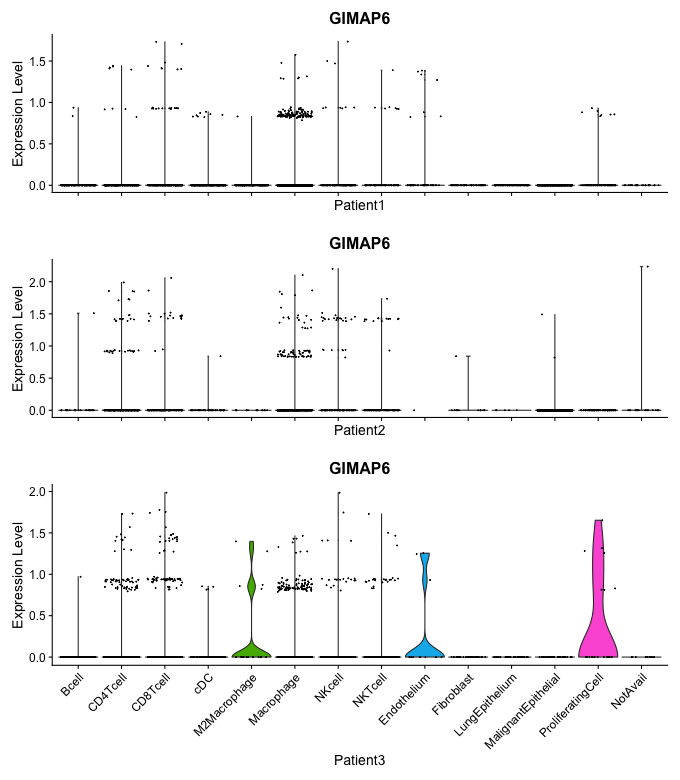 GIMAP6
Expression Level
1.5
1.0
0.5
0.0
Patient1
GIMAP6
Expression Level
2.0
1.5
1.0
0.5
0.0
Patient2
GIMAP6
Expression Level
2.0
1.5
1.0
0.5
0.0
Bcell
CD4Tcell
CD8Tcell
cDC
M2Macrophage
Macrophage
NKcell
NKTcell
Endothelium
Fibroblast
LungEpithelium
MalignantEpithelial
ProliferatingCell
NotAvail
Patient3